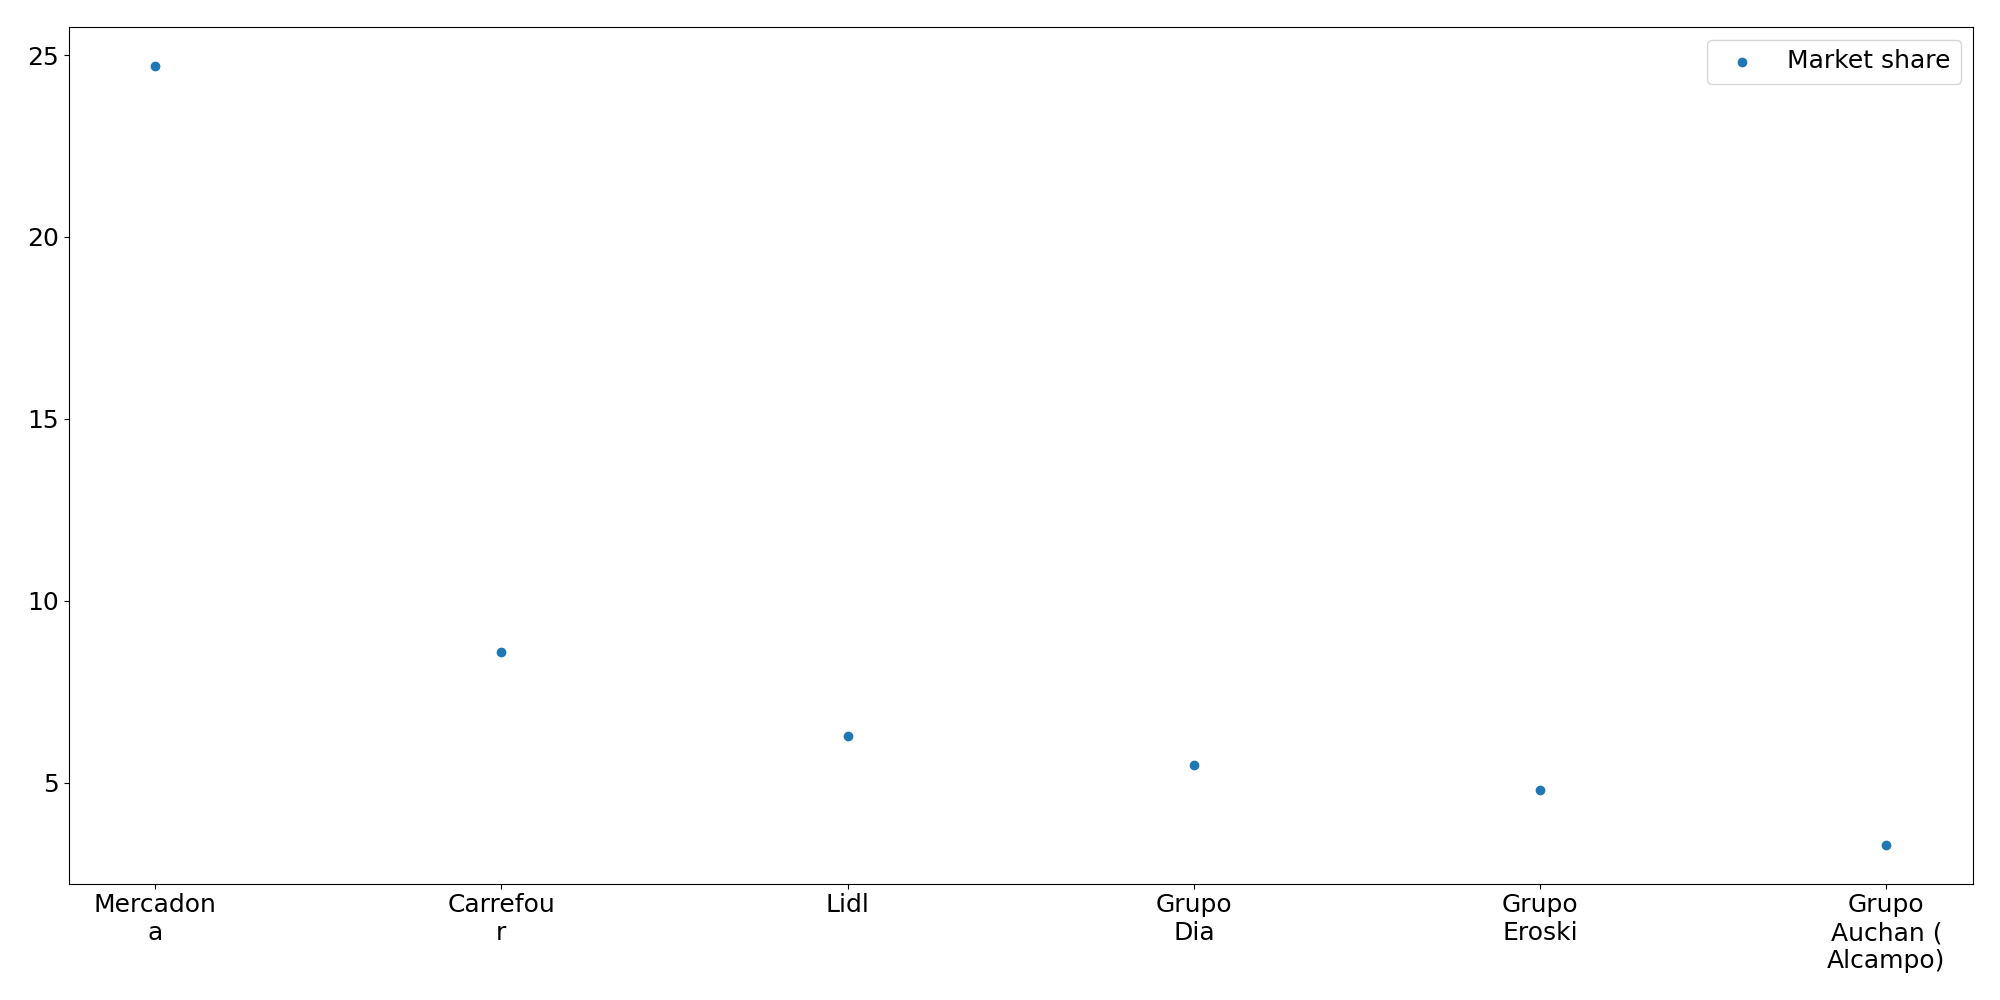 Market share
25
20
15
10
5
Mercadon
a
Carrefou
r
Lidl
Grupo
Dia
Grupo
Eroski
Grupo
Auchan (
Alcampo)